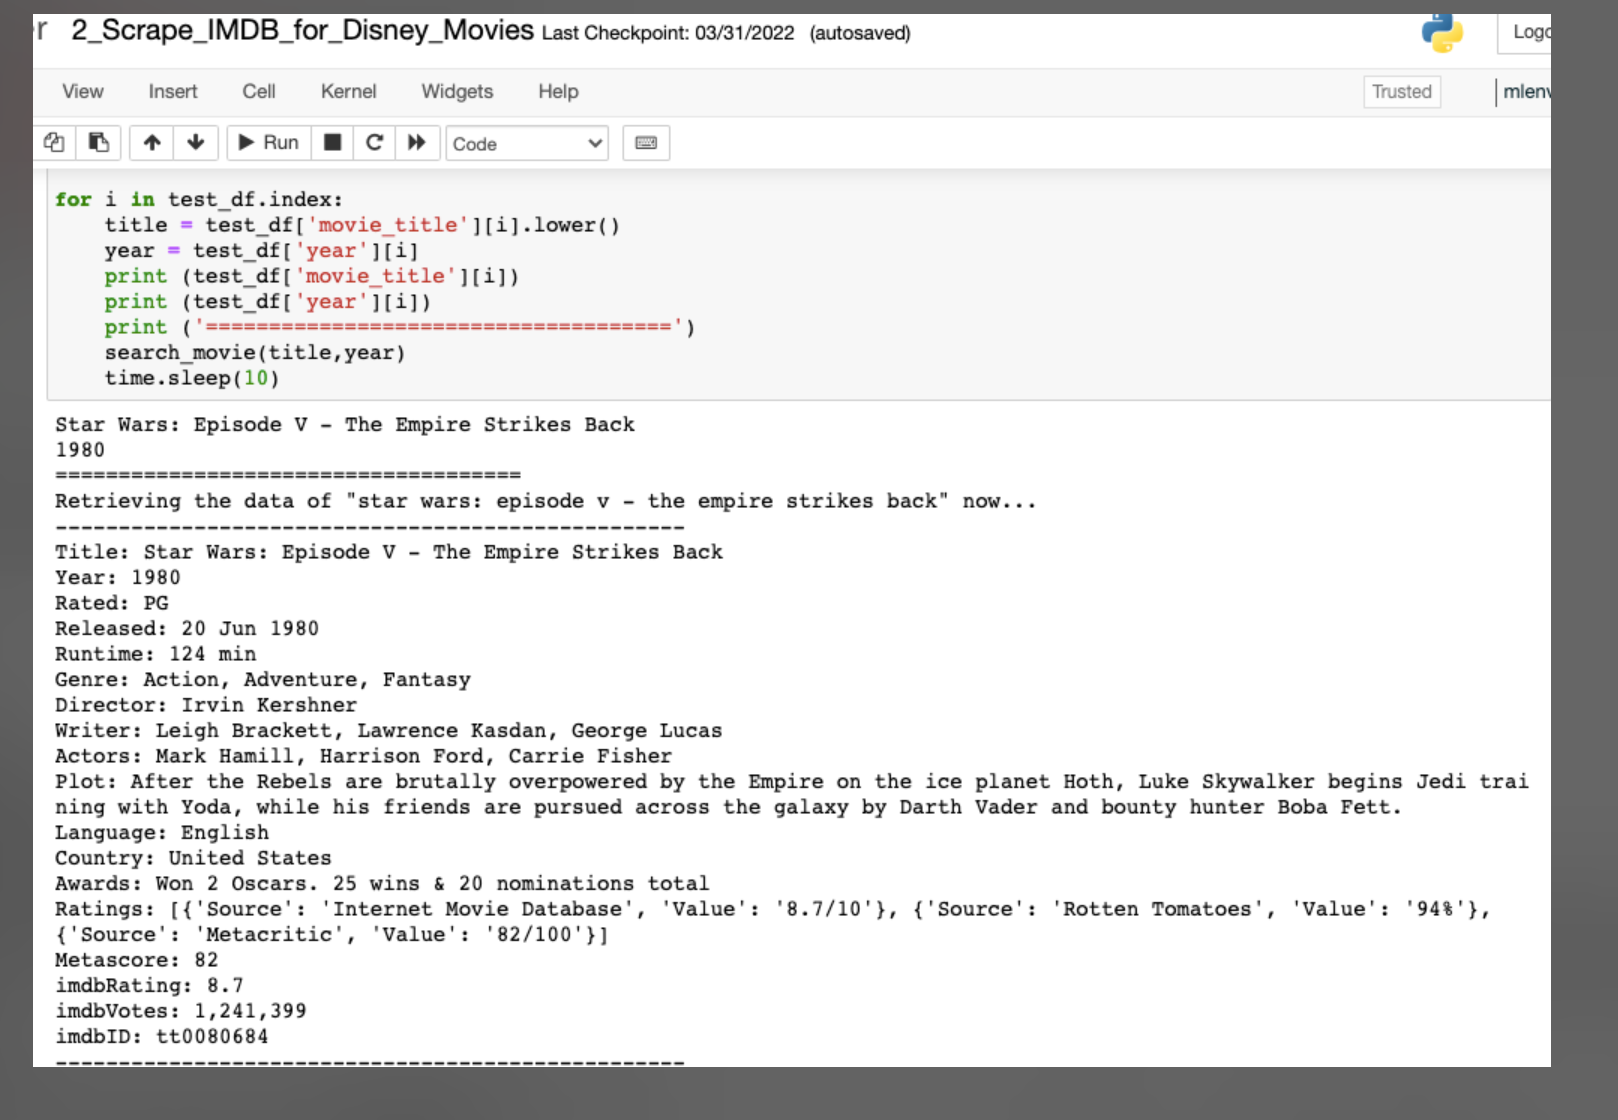 r 2_Scrape_IMDB_for_Disney_Movies Last Checkpoint: 03/31/2022 (autosaved)
View Insert Cell Kernel Widgets Help Trusted
Run Code
for i in test_df.index:
    title = test_df['movie_title'][i].lower()
    year = test_df['year'][i]
    print (test_df['movie_title'][i])
    print (test_df['year'][i])
    print ('=====================================')
    search_movie(title,year)
    time.sleep(10)
Star Wars: Episode V - The Empire Strikes Back
1980
=====================================
Retrieving the data of "star wars: episode v - the empire strikes back" now...
--------------------------------------------------
Title: Star Wars: Episode V - The Empire Strikes Back
Year: 1980
Rated: PG
Released: 20 Jun 1980
Runtime: 124 min
Genre: Action, Adventure, Fantasy
Director: Irvin Kershner
Writer: Leigh Brackett, Lawrence Kasdan, George Lucas
Actors: Mark Hamill, Harrison Ford, Carrie Fisher
Plot: After the Rebels are brutally overpowered by the Empire on the ice planet Hoth, Luke Skywalker begins Jedi trai
ning with Yoda, while his friends are pursued across the galaxy by Darth Vader and bounty hunter Boba Fett.
Language: English
Country: United States
Awards: Won 2 Oscars. 25 wins & 20 nominations total
Ratings: [{'Source': 'Internet Movie Database', 'Value': '8.7/10'}, {'Source': 'Rotten Tomatoes', 'Value': '94%'},
{'Source': 'Metacritic', 'Value': '82/100'}]
Metascore: 82
imdbRating: 8.7
imdbVotes: 1,241,399
imdbID: tt0080684
--------------------------------------------------